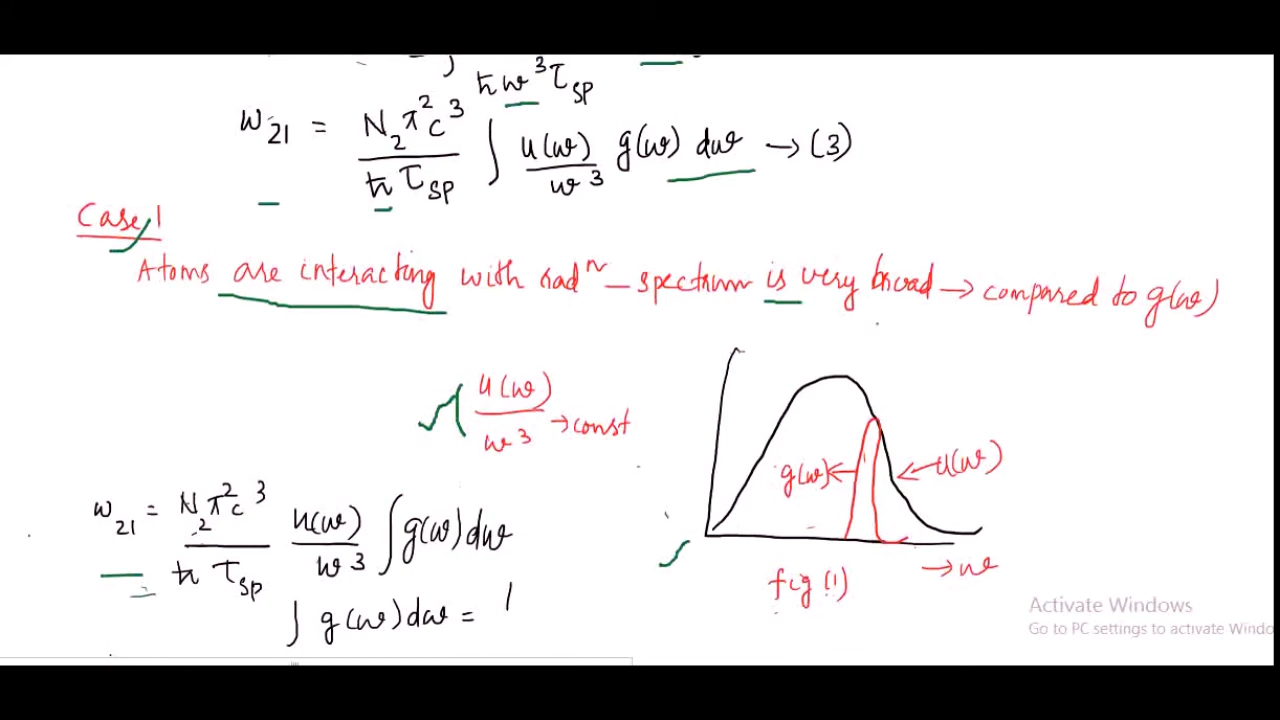 ħω³τsp
W₂₁ = N₂π²c³ / ħτsp ∫ u(ω)/ω³ g(ω) dω → (3)
Case 1
Atoms are interacting with radⁿ – spectrum is very broad → compared to g(ω)
u(ω)/ω³ → const
g(ω) ←
← u(ω)
W₂₁ = N₂π²c³ / ħτsp u(ω)/ω³ ∫ g(ω)dω
→ ω
fig (1)
∫ g(ω)dω = 1
Activate Windows
Go to PC settings to activate Windo